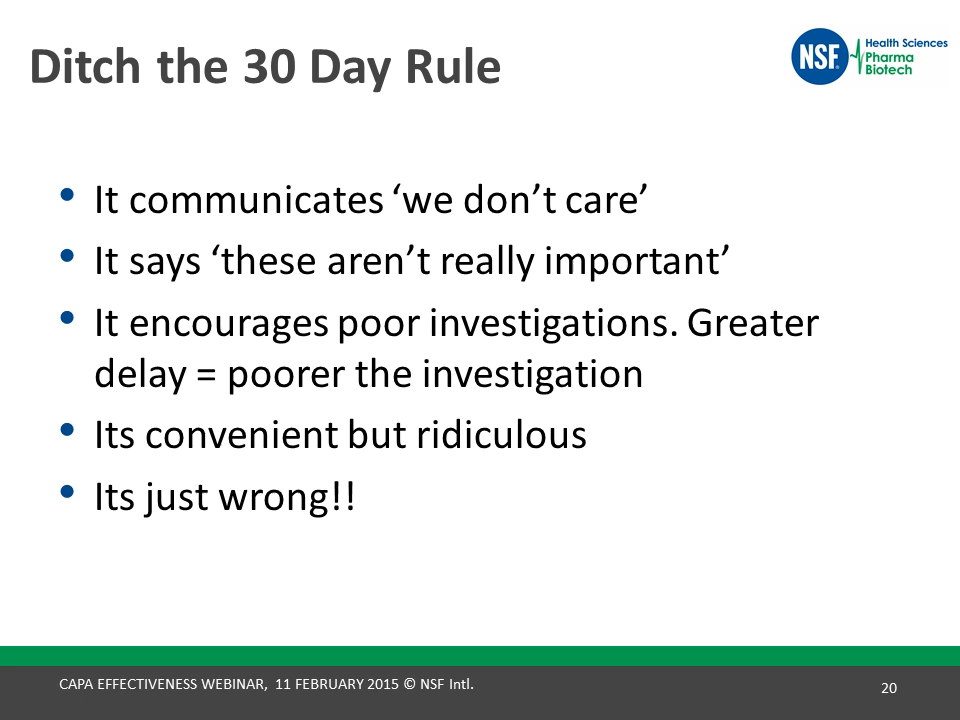 Ditch the 30 Day Rule
NSF
Health Sciences
Pharma
Biotech
• It communicates ‘we don’t care’
• It says ‘these aren’t really important’
• It encourages poor investigations. Greater
delay = poorer the investigation
• Its convenient but ridiculous
• Its just wrong!!
CAPA EFFECTIVENESS WEBINAR, 11 FEBRUARY 2015 © NSF Intl.
20